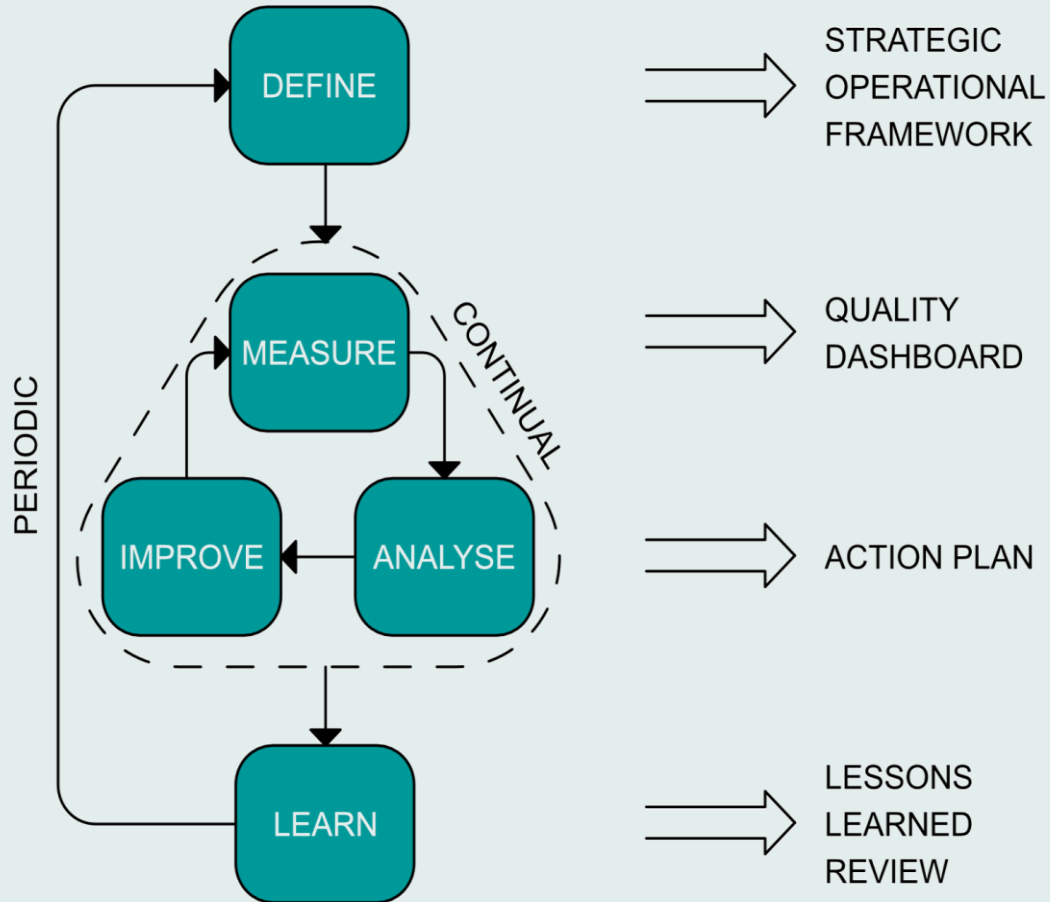 DEFINE
STRATEGIC
OPERATIONAL
FRAMEWORK
PERIODIC
MEASURE
CONTINUAL
QUALITY
DASHBOARD
IMPROVE
ANALYSE
ACTION PLAN
LEARN
LESSONS
LEARNED
REVIEW